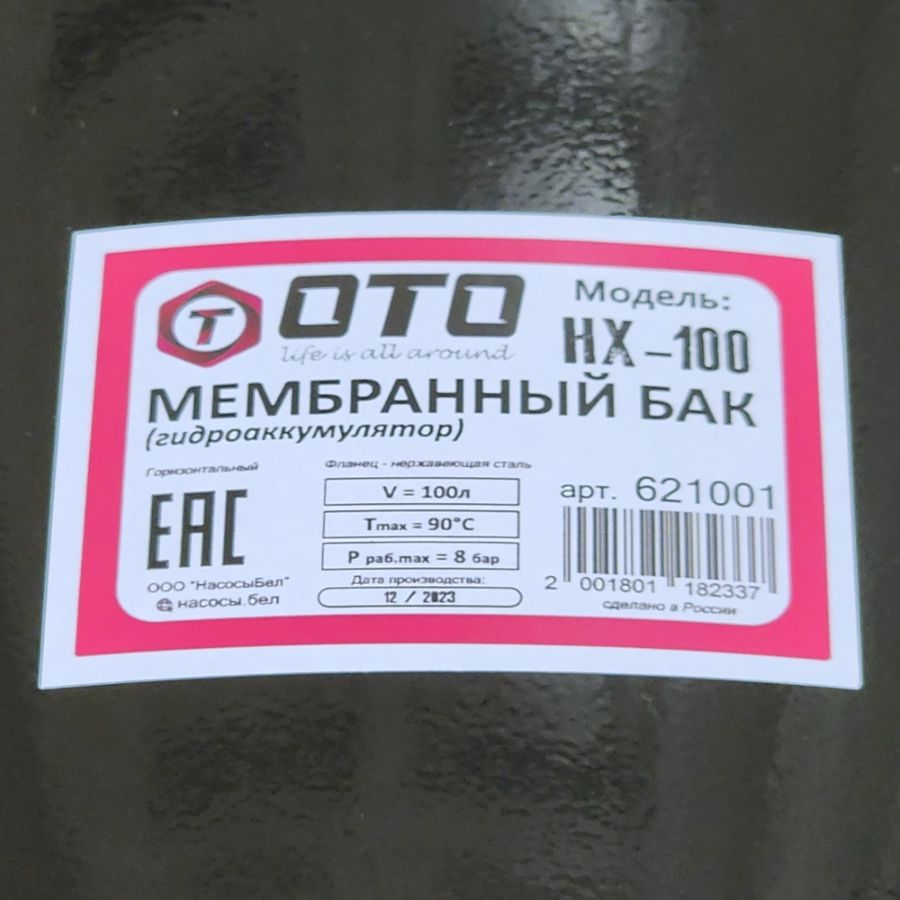 T OTO
life is all around
Модель:
HX-100
МЕМБРАННЫЙ БАК
(гидроаккумулятор)
Горизонтальный
Фланец - нержавеющая сталь
V = 100л
Tmax = 90°C
P раб.max = 8 бар
Дата производства:
12 / 2023
EAC
ООО "НасосыБел"
насосы.бел
арт. 621001
2 001801 182337
сделано в России